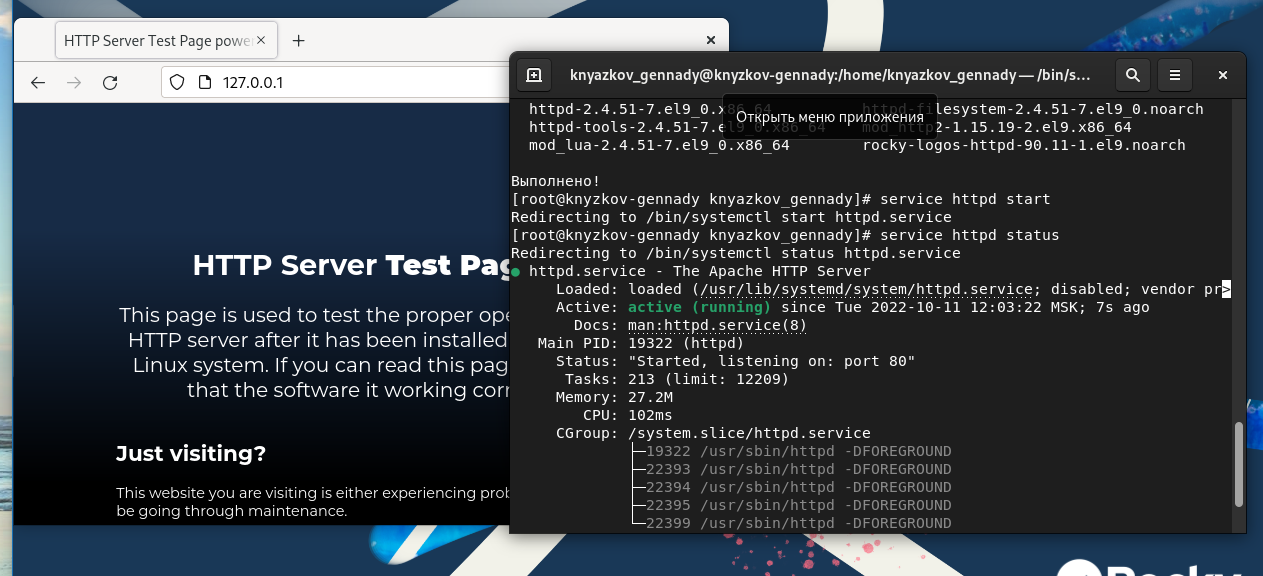 HTTP Server Test Page powe
127.0.0.1
HTTP Server Test Pag
This page is used to test the proper ope
HTTP server after it has been installed
Linux system. If you can read this pag
that the software it working corr
Just visiting?
This website you are visiting is either experiencing prob
be going through maintenance.
knyazkov_gennady@knyzkov-gennady:/home/knyazkov_gennady — /bin/s...
Открыть меню приложения
httpd-2.4.51-7.el9_0.x86_64 httpd-filesystem-2.4.51-7.el9_0.noarch
httpd-tools-2.4.51-7.el9_0.x86_64 mod_http2-1.15.19-2.el9.x86_64
mod_lua-2.4.51-7.el9_0.x86_64 rocky-logos-httpd-90.11-1.el9.noarch
Выполнено!
[root@knyzkov-gennady knyazkov_gennady]# service httpd start
Redirecting to /bin/systemctl start httpd.service
[root@knyzkov-gennady knyazkov_gennady]# service httpd status
Redirecting to /bin/systemctl status httpd.service
● httpd.service - The Apache HTTP Server
Loaded: loaded (/usr/lib/systemd/system/httpd.service; disabled; vendor pr>
Active: active (running) since Tue 2022-10-11 12:03:22 MSK; 7s ago
Docs: man:httpd.service(8)
Main PID: 19322 (httpd)
Status: "Started, listening on: port 80"
Tasks: 213 (limit: 12209)
Memory: 27.2M
CPU: 102ms
CGroup: /system.slice/httpd.service
├─19322 /usr/sbin/httpd -DFOREGROUND
├─22393 /usr/sbin/httpd -DFOREGROUND
├─22394 /usr/sbin/httpd -DFOREGROUND
├─22395 /usr/sbin/httpd -DFOREGROUND
└─22399 /usr/sbin/httpd -DFOREGROUND
Rocky